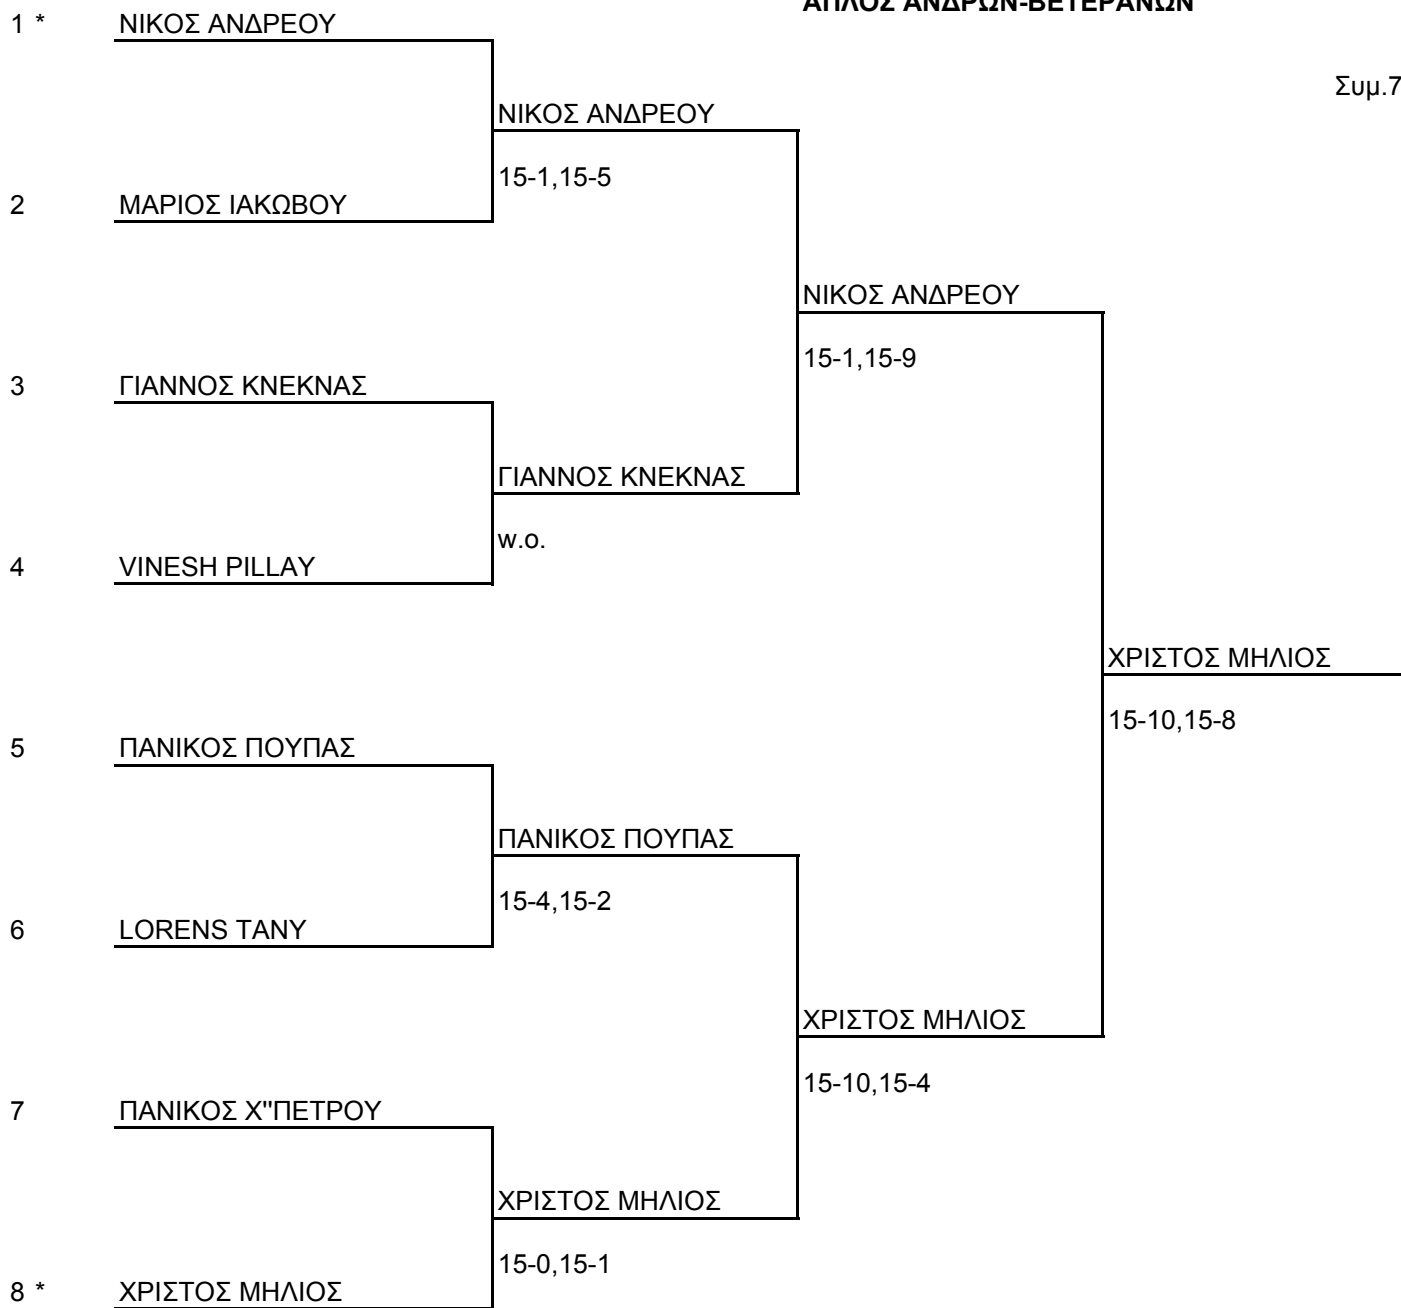 ΑΠΛΟΣ ΑΝΔΡΩΝ-ΒΕΤΕΡΑΝΩΝ
1 * ΝΙΚΟΣ ΑΝΔΡΕΟΥ
Συμ.7
ΝΙΚΟΣ ΑΝΔΡΕΟΥ
15-1,15-5
2 ΜΑΡΙΟΣ ΙΑΚΩΒΟΥ
ΝΙΚΟΣ ΑΝΔΡΕΟΥ
15-1,15-9
3 ΓΙΑΝΝΟΣ ΚΝΕΚΝΑΣ
ΓΙΑΝΝΟΣ ΚΝΕΚΝΑΣ
w.o.
4 VINESH PILLAY
ΧΡΙΣΤΟΣ ΜΗΛΙΟΣ
15-10,15-8
5 ΠΑΝΙΚΟΣ ΠΟΥΠΑΣ
ΠΑΝΙΚΟΣ ΠΟΥΠΑΣ
15-4,15-2
6 LORENS TANY
ΧΡΙΣΤΟΣ ΜΗΛΙΟΣ
15-10,15-4
7 ΠΑΝΙΚΟΣ Χ"ΠΕΤΡΟΥ
ΧΡΙΣΤΟΣ ΜΗΛΙΟΣ
15-0,15-1
8 * ΧΡΙΣΤΟΣ ΜΗΛΙΟΣ